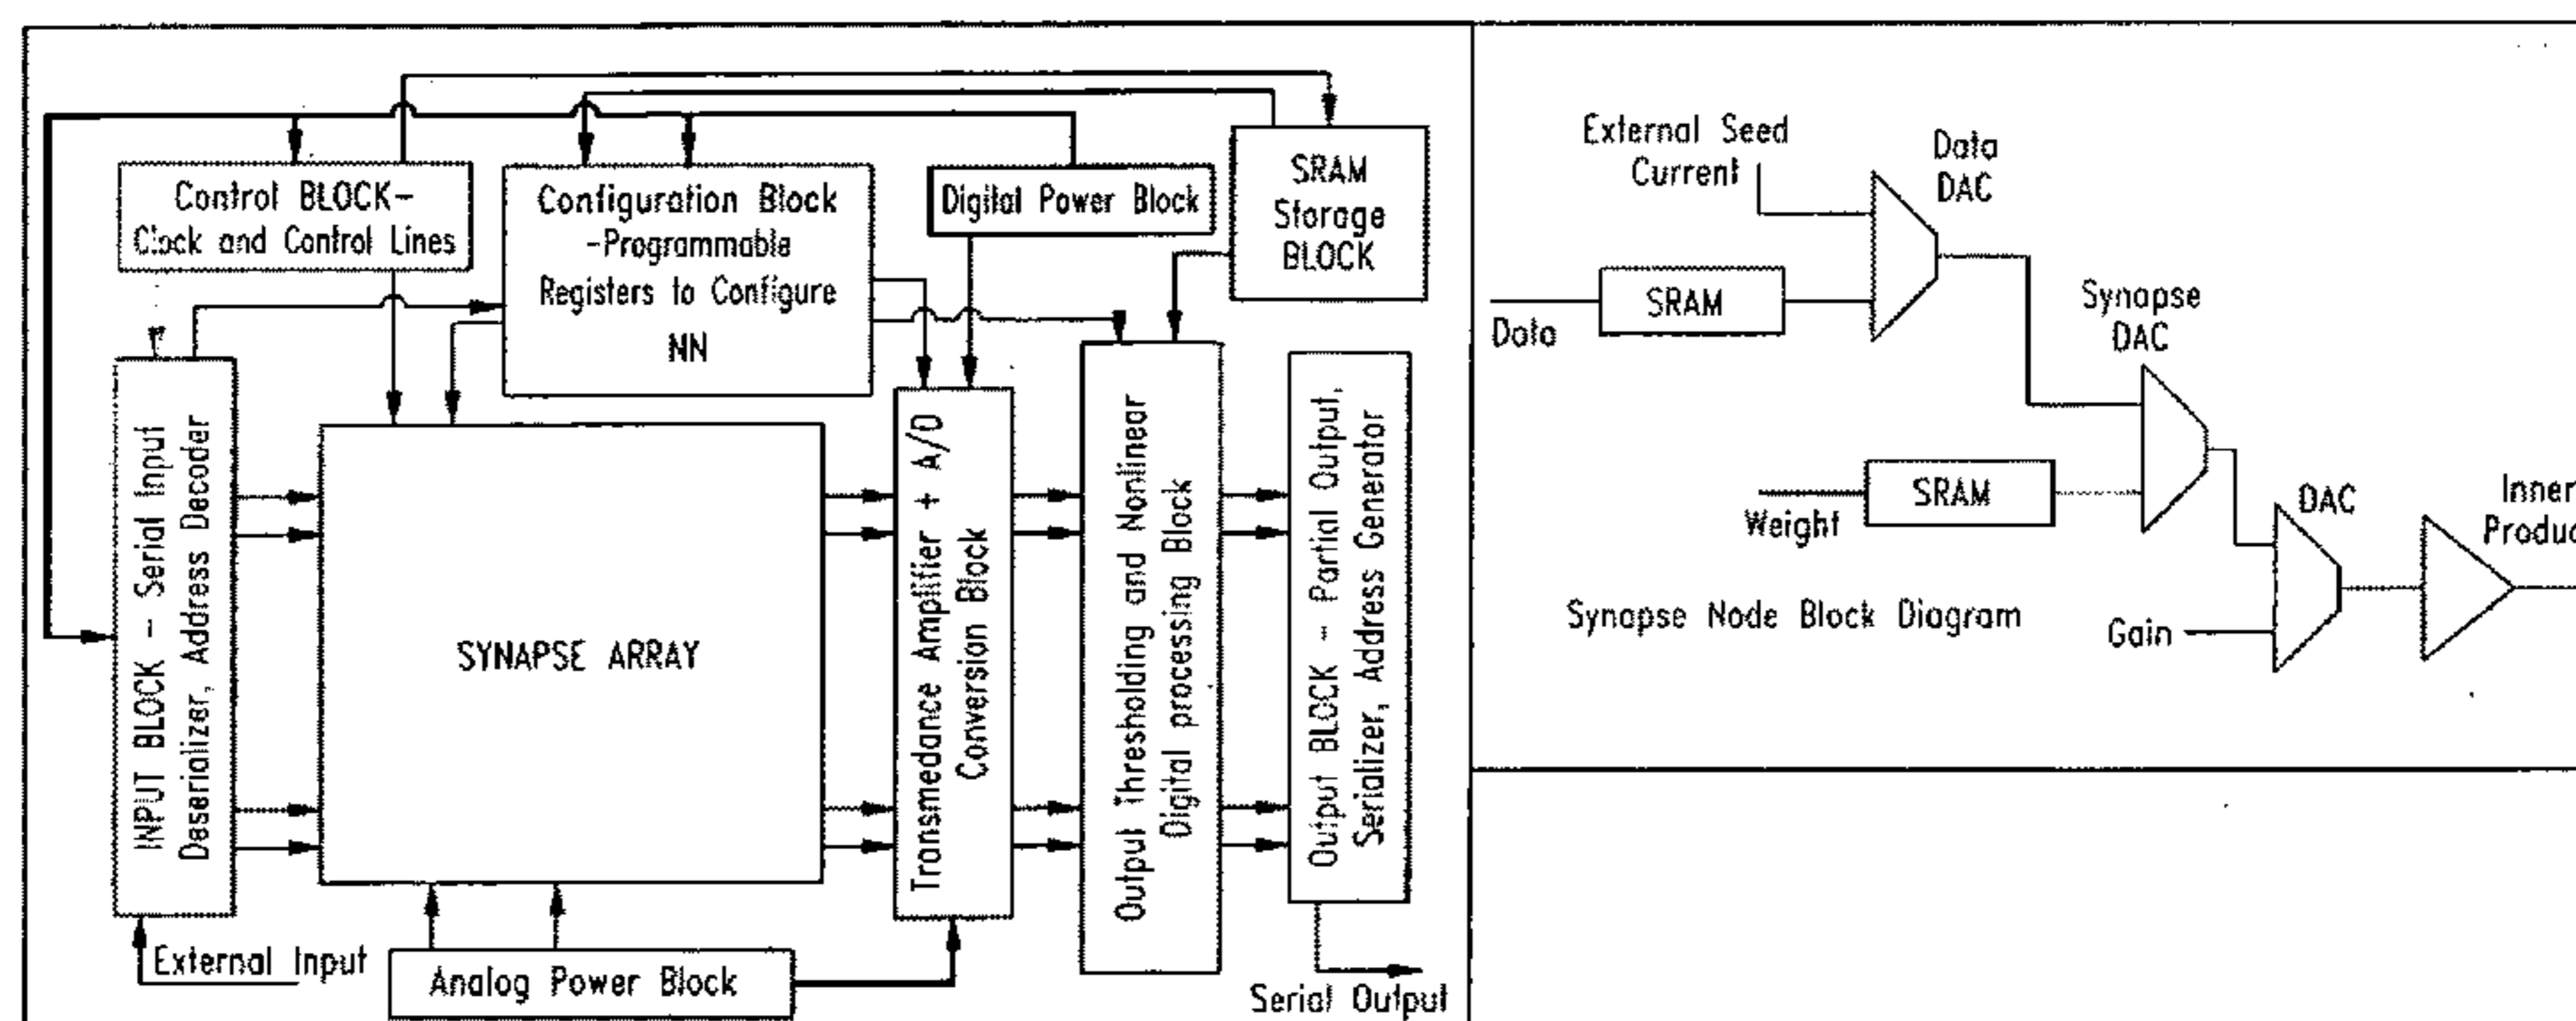 Control BLOCK-
Clock and Control Lines
Configuration Block
-Programmable
Registers to Configure
NN
Digital Power Block
SRAM
Storage
BLOCK
INPUT BLOCK - Serial Input
Deserializer, Address Decoder
SYNAPSE ARRAY
Transmedance Amplifier + A/D
Conversion Block
Output Thresholding and Nonlinear
Digital processing Block
Output BLOCK - Partial Output,
Serializer, Address Generator
External Input
Analog Power Block
Serial Output
External Seed
Current
Data
DAC
SRAM
Data
Synapse
DAC
SRAM
Weight
DAC
Gain
Inner
Produc
Synapse Node Block Diagram